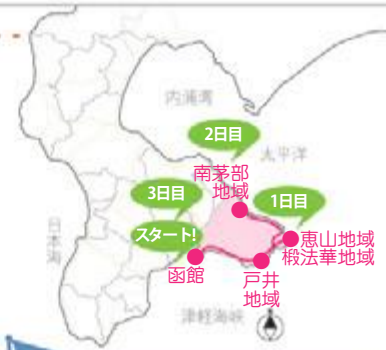 内浦湾
2日目
太平洋
南茅部
地域
3日目
1日目
スタート!
恵山地域
椴法華地域
函館
戸井
地域
日本海
津軽海峡